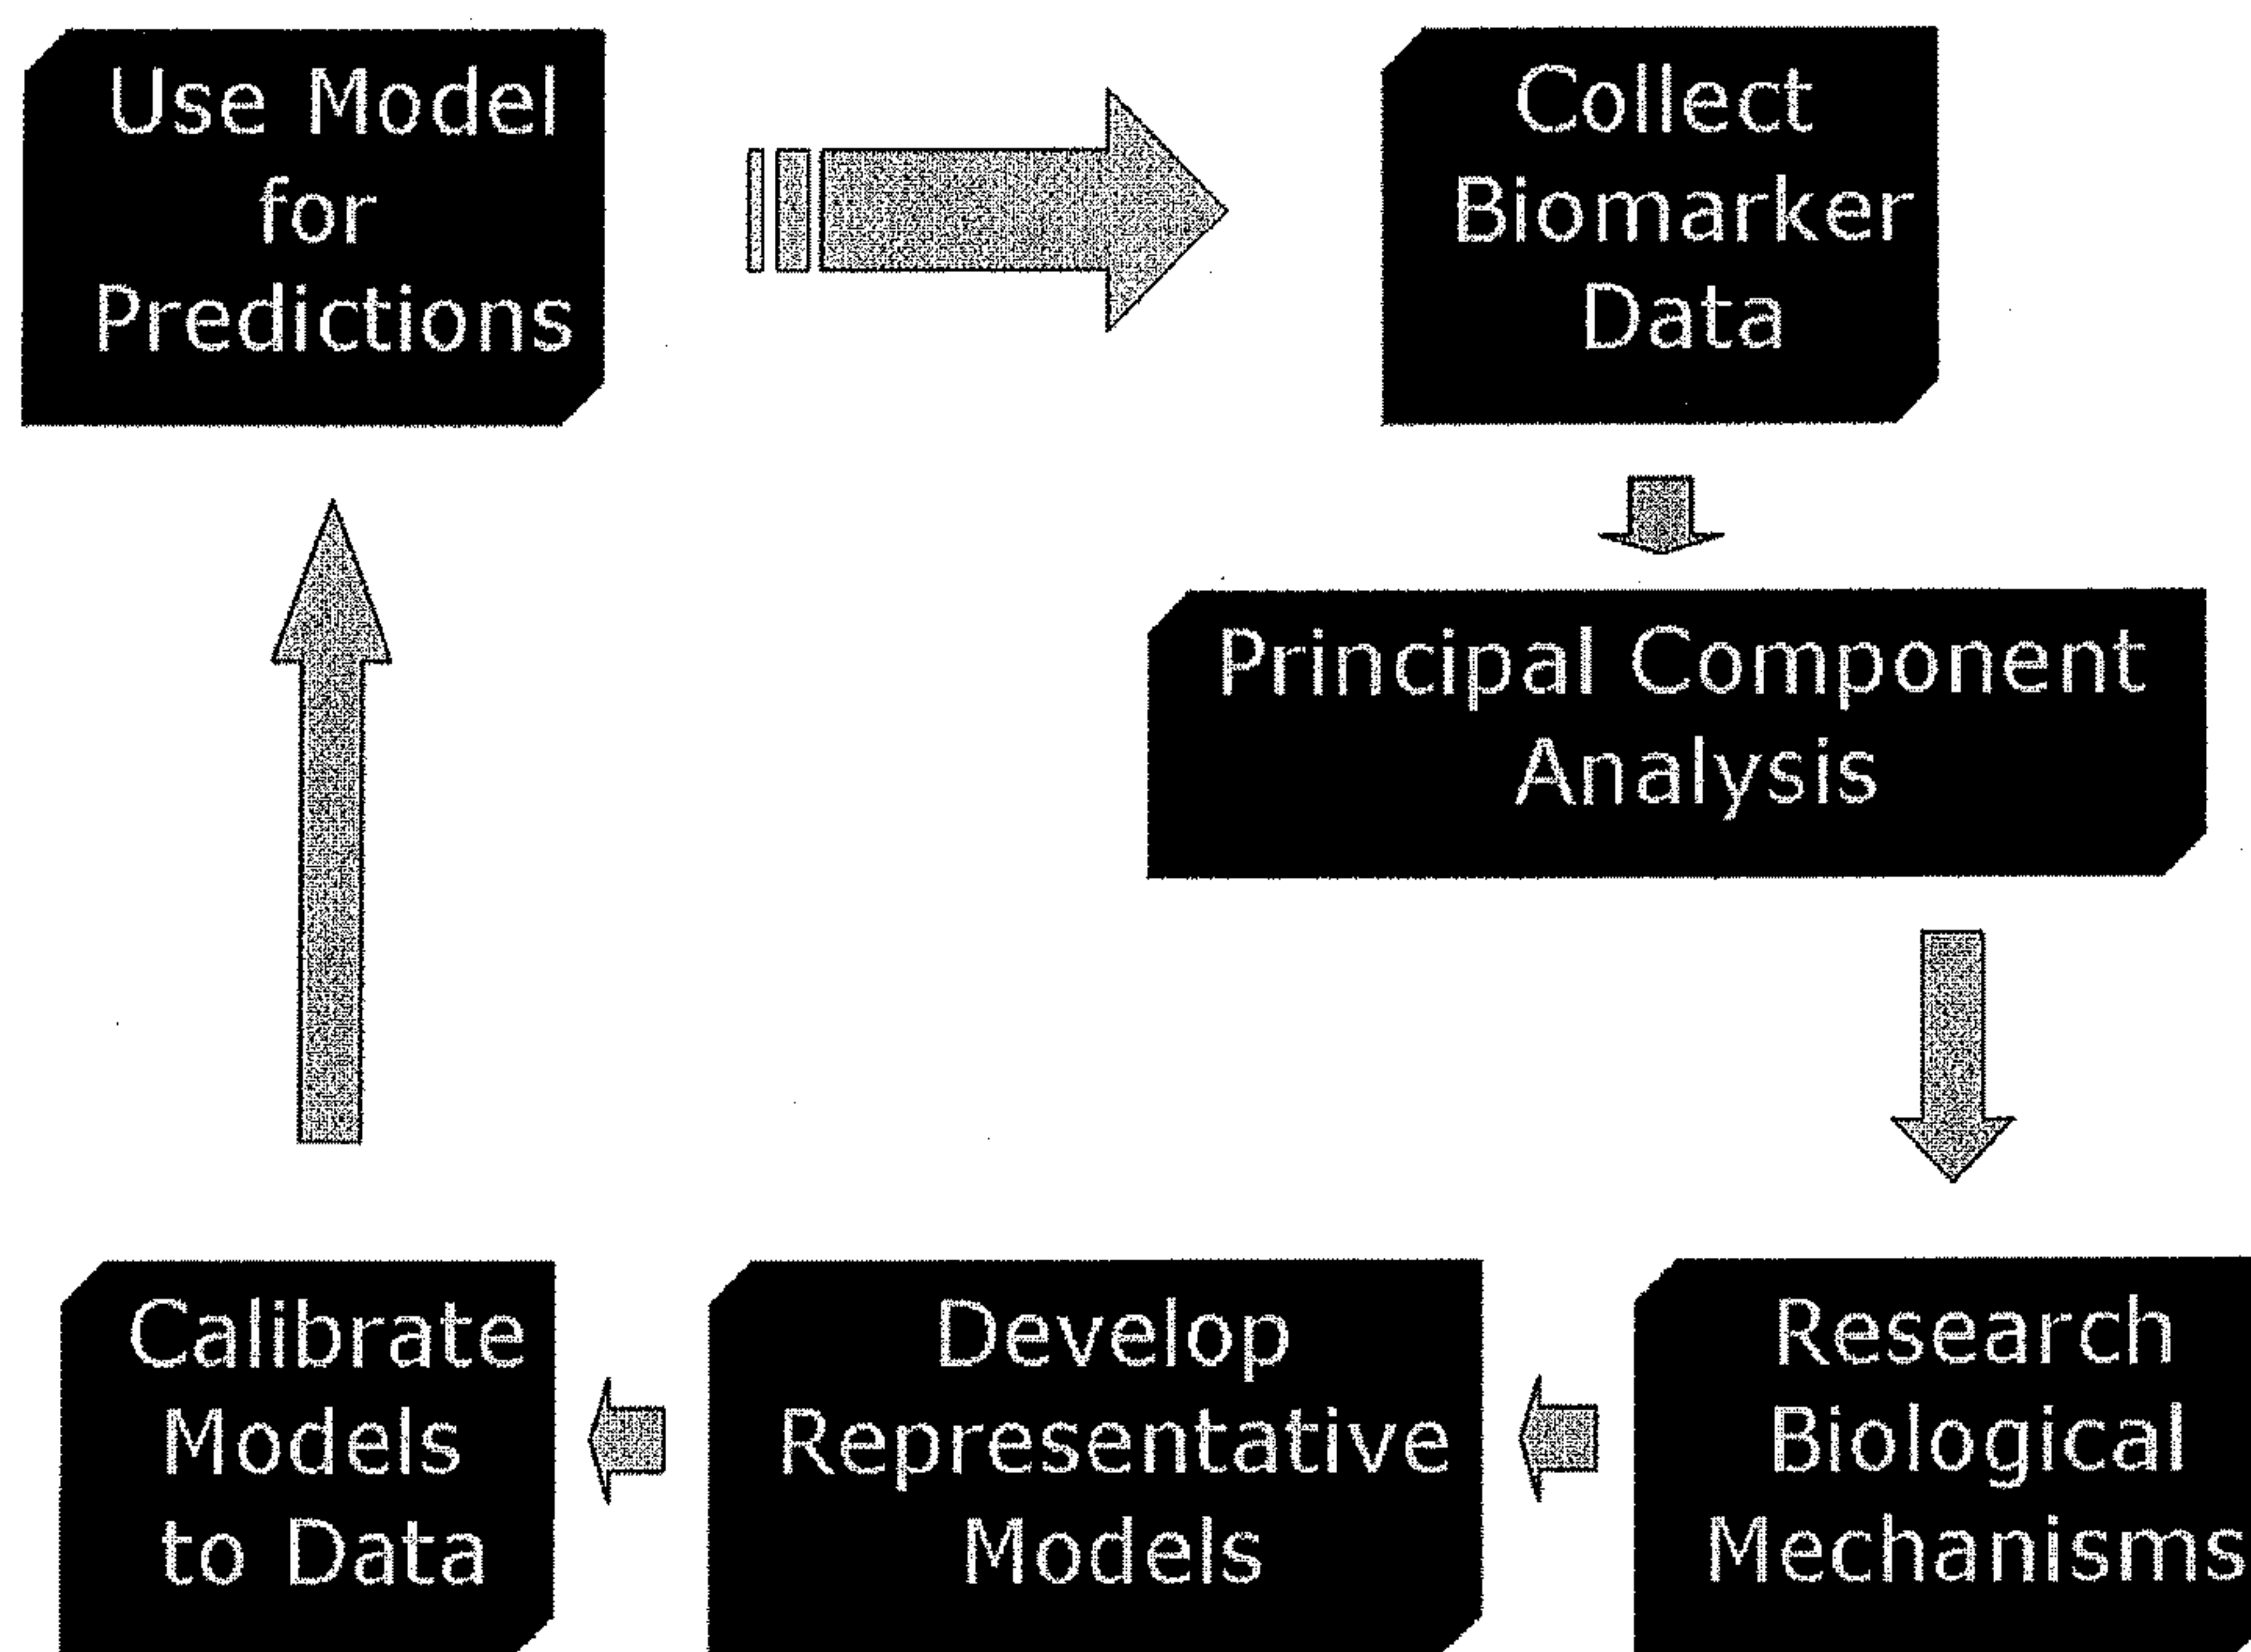 Use Model
for
Predictions
Collect
Biomarker
Data
Principal Component
Analysis
Calibrate
Models
to Data
Develop
Representative
Models
Research
Biological
Mechanisms